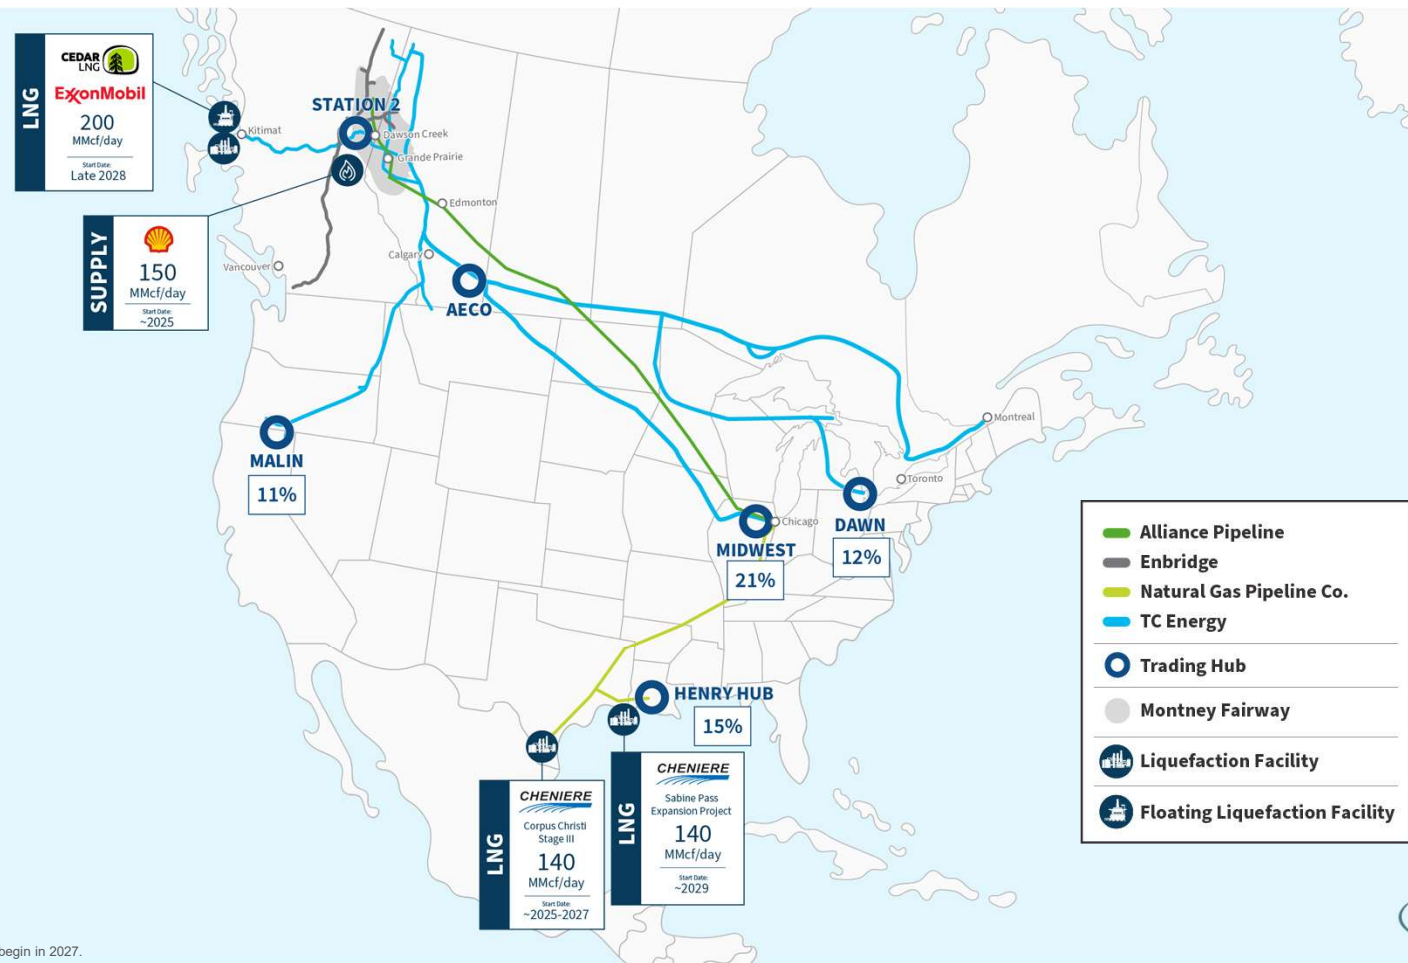 LNG
CEDAR
LNG
ExxonMobil
200
MMcf/day
Start Date:
Late 2028
SUPPLY
150
MMcf/day
Start Date:
~2025
STATION 2
Kitimat
Dawson Creek
Grande Prairie
Edmonton
Calgary
Vancouver
AECO
MALIN
11%
Montreal
Toronto
Chicago
MIDWEST
21%
DAWN
12%
HENRY HUB
15%
LNG
CHENIERE
Corpus Christi
Stage III
140
MMcf/day
Start Date:
~2025-2027
LNG
CHENIERE
Sabine Pass
Expansion Project
140
MMcf/day
Start Date:
~2029
Alliance Pipeline
Enbridge
Natural Gas Pipeline Co.
TC Energy
Trading Hub
Montney Fairway
Liquefaction Facility
Floating Liquefaction Facility
begin in 2027.